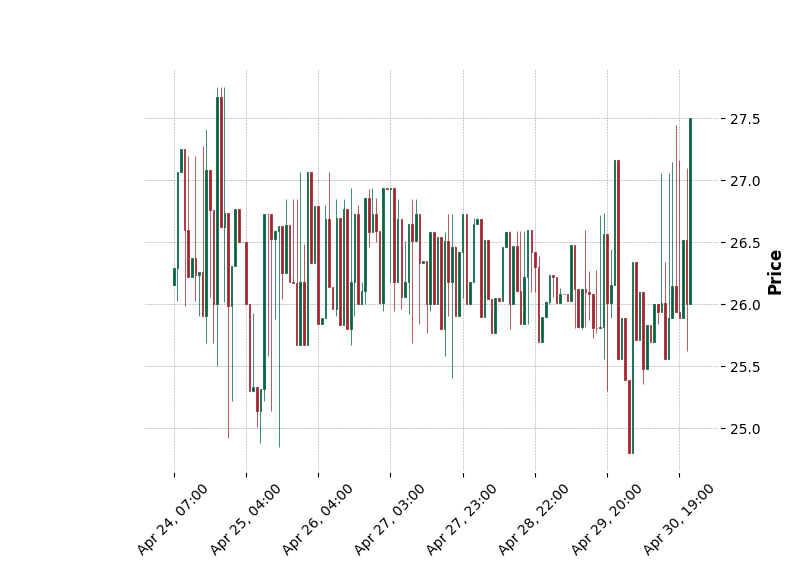 27.5
27.0
26.5
26.0
25.5
25.0
Price
Apr 24, 07:00
Apr 25, 04:00
Apr 26, 04:00
Apr 27, 03:00
Apr 27, 23:00
Apr 28, 22:00
Apr 29, 20:00
Apr 30, 19:00